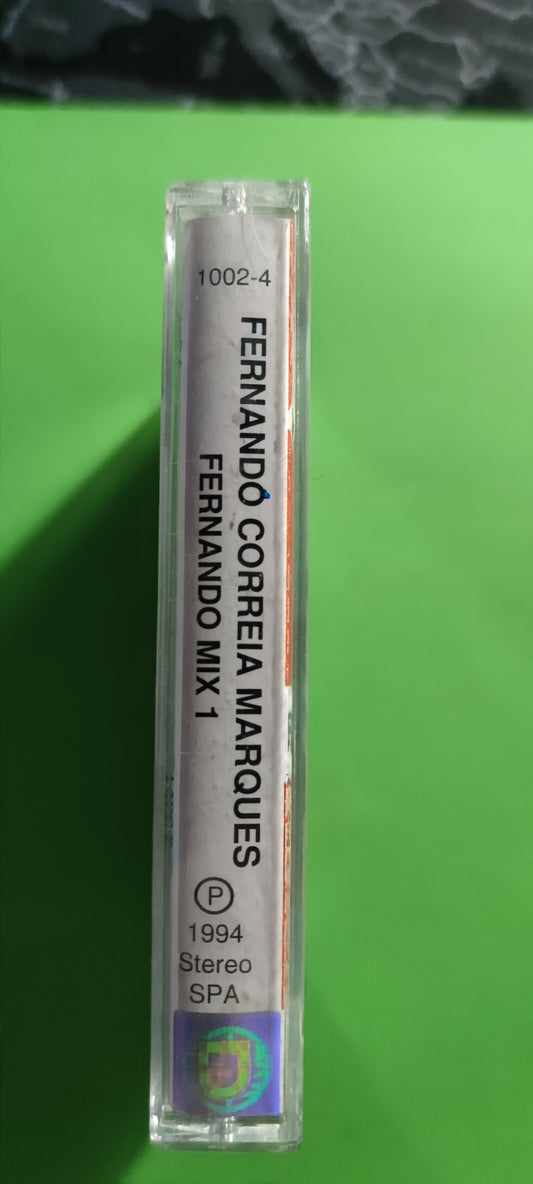 1002-4
FERNANDO CORREIA MARQUES
FERNANDO MIX 1
P
1994
Stereo
SPA